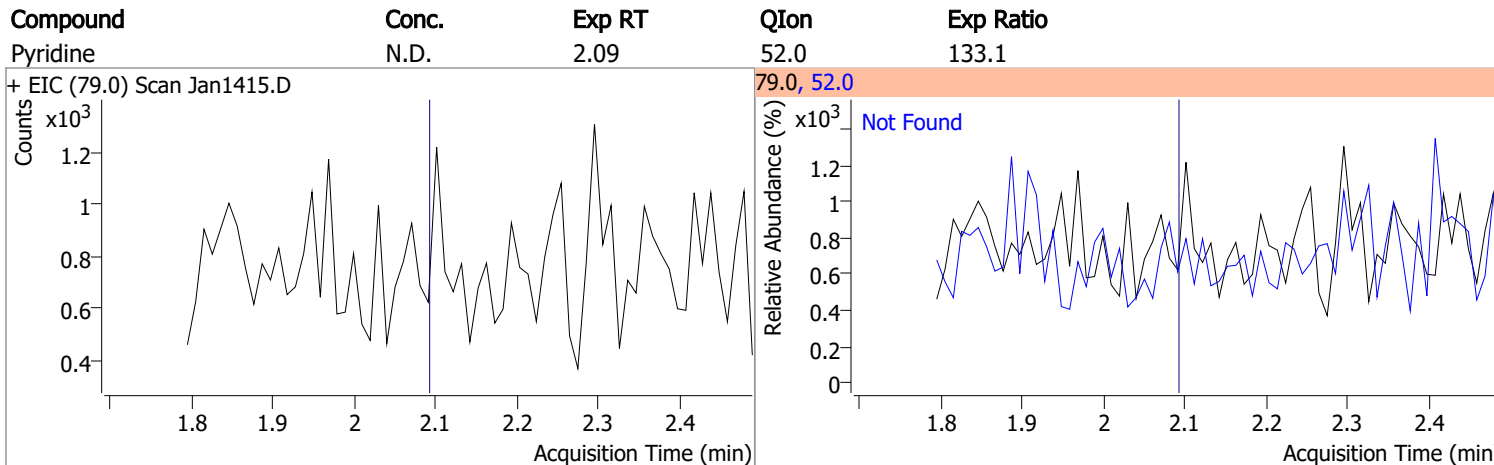 Compound Conc. Exp RT QIon Exp Ratio
Pyridine N.D. 2.09 52.0 133.1
+ EIC (79.0) Scan Jan1415.D
Counts
x10³
1.2
1
0.8
0.6
0.4
1.8 1.9 2 2.1 2.2 2.3 2.4
Acquisition Time (min)
79.0, 52.0
Relative Abundance (%)
x10³
Not Found
1.2
1
0.8
0.6
0.4
0.2
0
1.8 1.9 2 2.1 2.2 2.3 2.4
Acquisition Time (min